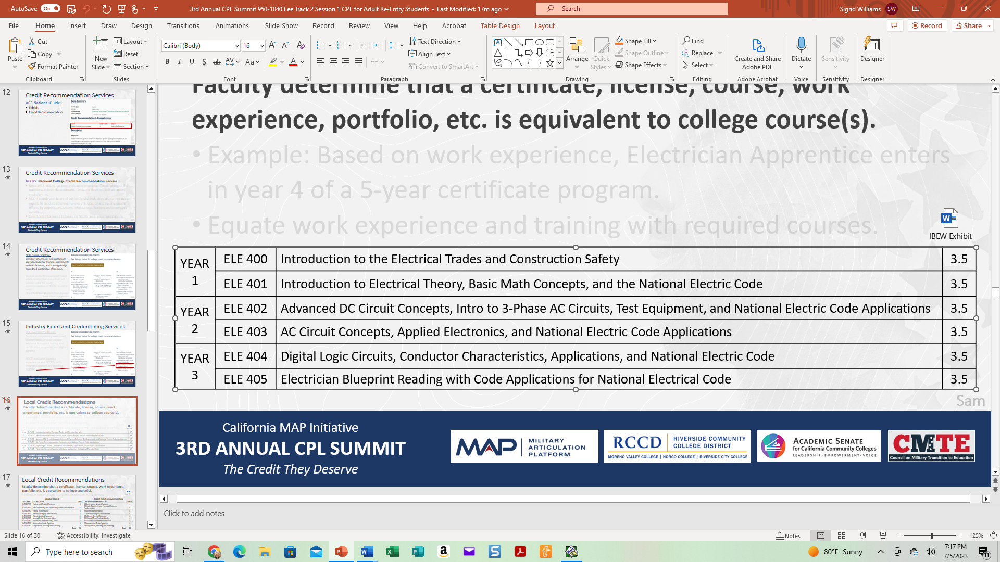 AutoSave On
3rd Annual CPL Summit 950-1040 Lee Track 2 Session 1 CPL for Adult Re-Entry Students • Last Modified: 17m ago
Search
Sigrid Williams SW
File Home Insert Draw Design Transitions Animations Slide Show Record Review View Help Acrobat Table Design Layout
Record Share
Paste
Cut
Copy
Format Painter
Clipboard
New
Slide
Layout
Reset
Section
Slides
Calibri (Body) 16
Font
Text Direction
Align Text
Convert to SmartArt
Paragraph
Arrange
Quick
Styles
Shape Fill
Shape Outline
Shape Effects
Drawing
Find
Replace
Select
Editing
Create and Share
Adobe PDF
Adobe Acrobat
Dictate
Voice
Sensitivity
Sensitivity
Designer
Designer
12
Credit Recommendation Services
ACE National Guide
• Exhibit
• Credit Recommendation
Exam Summary
Credit Recommendation & Competencies
Description
13
Credit Recommendation Services
NCCRS: National College Credit Recommendation Service
14
Credit Recommendation Services
15
Industry Exam and Credentialing Services
16
Local Credit Recommendations
Faculty determine that a certificate, license, course, work
experience, portfolio, etc. is equivalent to college course(s).
17
Local Credit Recommendations
Faculty determine that a certificate, license, course, work experience,
portfolio, etc. is equivalent to college course(s).
Faculty determine that a certificate, license, course, work
experience, portfolio, etc. is equivalent to college course(s).
• Example: Based on work experience, Electrician Apprentice enters
in year 4 of a 5-year certificate program.
• Equate work experience and training with required courses.
IBEW Exhibit
YEAR 1
ELE 400 Introduction to the Electrical Trades and Construction Safety 3.5
ELE 401 Introduction to Electrical Theory, Basic Math Concepts, and the National Electric Code 3.5
YEAR 2
ELE 402 Advanced DC Circuit Concepts, Intro to 3-Phase AC Circuits, Test Equipment, and National Electric Code Applications 3.5
ELE 403 AC Circuit Concepts, Applied Electronics, and National Electric Code Applications 3.5
YEAR 3
ELE 404 Digital Logic Circuits, Conductor Characteristics, Applications, and National Electric Code 3.5
ELE 405 Electrician Blueprint Reading with Code Applications for National Electrical Code 3.5
Sam
California MAP Initiative
3RD ANNUAL CPL SUMMIT
The Credit They Deserve
MAP MILITARY ARTICULATION PLATFORM
RCCD RIVERSIDE COMMUNITY COLLEGE DISTRICT
MORENO VALLEY COLLEGE | NORCO COLLEGE | RIVERSIDE CITY COLLEGE
ACADEMIC SENATE
for California Community Colleges
LEADERSHIP • EMPOWERMENT • VOICE
CMTE
Council on Military Transition to Education
Click to add notes
Slide 16 of 30 Accessibility: Investigate
Notes 125%
Type here to search
80°F Sunny
7:17 PM
7/5/2023
11